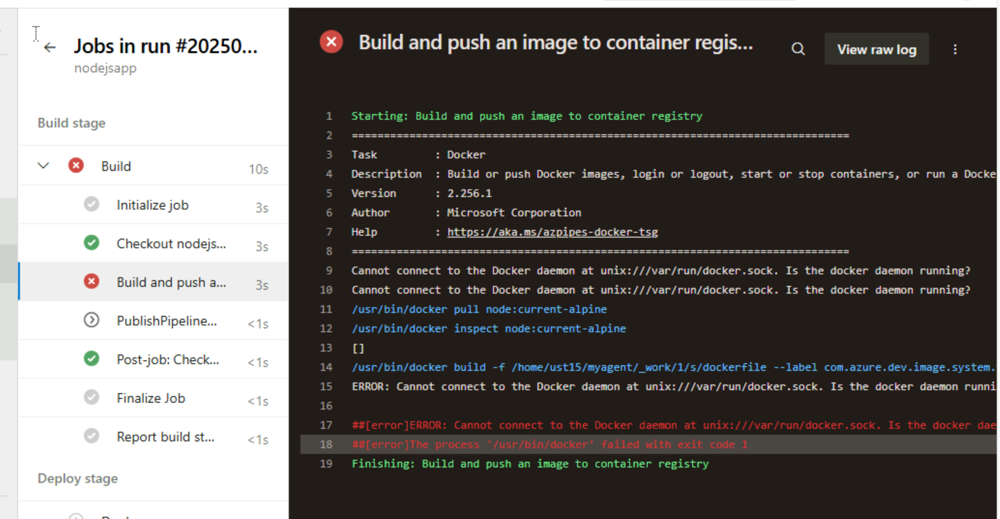 Jobs in run #20250...
nodejsapp
Build stage
Build 10s
Initialize job 3s
Checkout nodejs... 3s
Build and push a... 3s
PublishPipeline... <1s
Post-job: Check... <1s
Finalize Job <1s
Report build st... <1s
Deploy stage
Build and push an image to container regis...
View raw log
1 Starting: Build and push an image to container registry
2 ==============================================================================
3 Task : Docker
4 Description : Build or push Docker images, login or logout, start or stop containers, or run a Docke
5 Version : 2.256.1
6 Author : Microsoft Corporation
7 Help : https://aka.ms/azpipes-docker-tsg
8 ==============================================================================
9 Cannot connect to the Docker daemon at unix:///var/run/docker.sock. Is the docker daemon running?
10 Cannot connect to the Docker daemon at unix:///var/run/docker.sock. Is the docker daemon running?
11 /usr/bin/docker pull node:current-alpine
12 /usr/bin/docker inspect node:current-alpine
13 []
14 /usr/bin/docker build -f /home/ust15/myagent/_work/1/s/dockerfile --label com.azure.dev.image.system.
15 ERROR: Cannot connect to the Docker daemon at unix:///var/run/docker.sock. Is the docker daemon runni
16
17 ##[error]ERROR: Cannot connect to the Docker daemon at unix:///var/run/docker.sock. Is the docker dae
18 ##[error]The process '/usr/bin/docker' failed with exit code 1
19 Finishing: Build and push an image to container registry